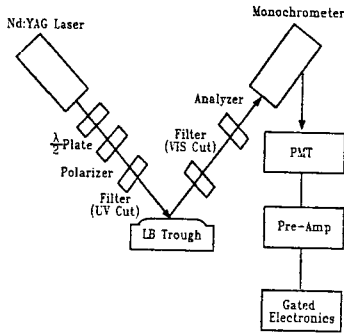 Nd:YAG Laser
λ/2 Plate
Polarizer
Filter
(UV Cut)
LB Trough
Filter
(VIS Cut)
Analyzer
Monochrometer
PMT
Pre-Amp
Gated
Electronics